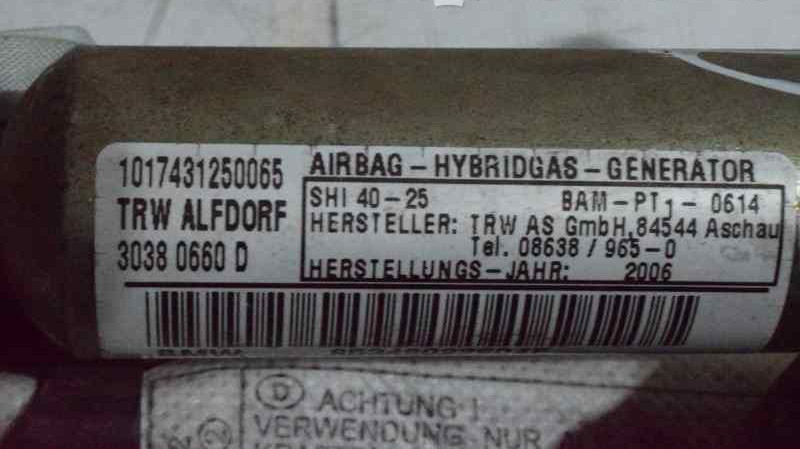 1017431250065
TRW ALFDORF
3038 0660 D
AIRBAG-HYBRIDGAS-GENERATOR
SHI 40-25 BAM-PT1-0614
HERSTELLER: TRW AS GmbH,84544 Aschau
Tel. 08638 / 965-0
HERSTELLUNGS-JAHR: 2006
BMW
D ACHTUNG !
VERWENDUNG NUR